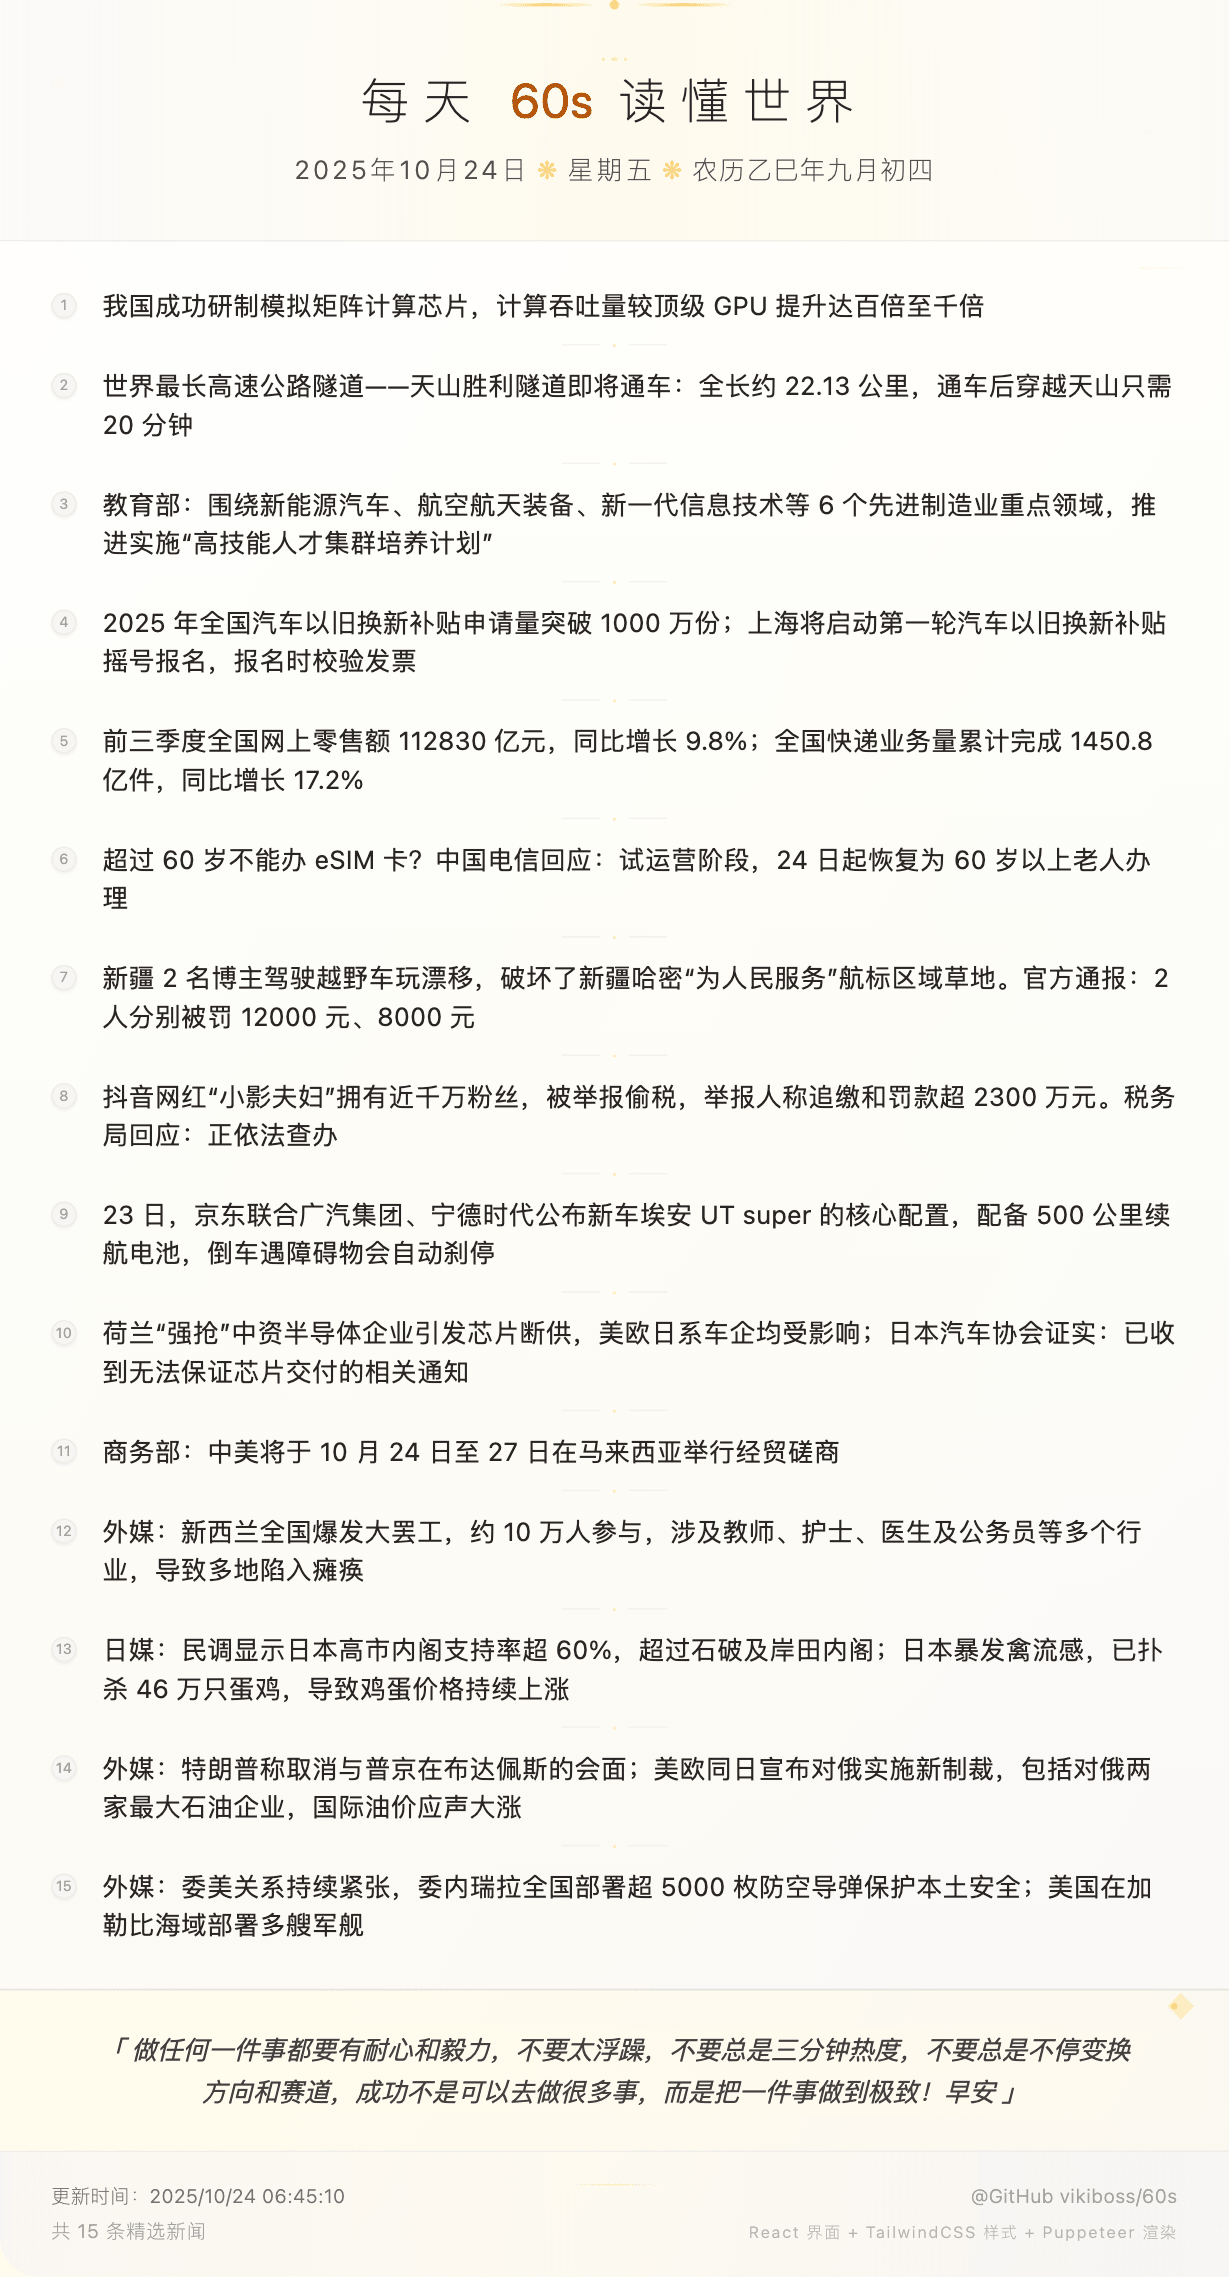 每天 60s 读懂世界
2025年10月24日 ❋ 星期五 ❋ 农历乙巳年九月初四
1 我国成功研制模拟矩阵计算芯片，计算吞吐量较顶级 GPU 提升达百倍至千倍
2 世界最长高速公路隧道——天山胜利隧道即将通车：全长约 22.13 公里，通车后穿越天山只需
20 分钟
3 教育部：围绕新能源汽车、航空航天装备、新一代信息技术等 6 个先进制造业重点领域，推
进实施“高技能人才集群培养计划”
4 2025 年全国汽车以旧换新补贴申请量突破 1000 万份；上海将启动第一轮汽车以旧换新补贴
摇号报名，报名时校验发票
5 前三季度全国网上零售额 112830 亿元，同比增长 9.8%；全国快递业务量累计完成 1450.8
亿件，同比增长 17.2%
6 超过 60 岁不能办 eSIM 卡？中国电信回应：试运营阶段，24 日起恢复为 60 岁以上老人办
理
7 新疆 2 名博主驾驶越野车玩漂移，破坏了新疆哈密“为人民服务”航标区域草地。官方通报：2
人分别被罚 12000 元、8000 元
8 抖音网红“小影夫妇”拥有近千万粉丝，被举报偷税，举报人称追缴和罚款超 2300 万元。税务
局回应：正依法查办
9 23 日，京东联合广汽集团、宁德时代公布新车埃安 UT super 的核心配置，配备 500 公里续
航电池，倒车遇障碍物会自动刹停
10 荷兰“强抢”中资半导体企业引发芯片断供，美欧日系车企均受影响；日本汽车协会证实：已收
到无法保证芯片交付的相关通知
11 商务部：中美将于 10 月 24 日至 27 日在马来西亚举行经贸磋商
12 外媒：新西兰全国爆发大罢工，约 10 万人参与，涉及教师、护士、医生及公务员等多个行
业，导致多地陷入瘫痪
13 日媒：民调显示日本高市内阁支持率超 60%，超过石破及岸田内阁；日本暴发禽流感，已扑
杀 46 万只蛋鸡，导致鸡蛋价格持续上涨
14 外媒：特朗普称取消与普京在布达佩斯的会面；美欧同日宣布对俄实施新制裁，包括对俄两
家最大石油企业，国际油价应声大涨
15 外媒：委美关系持续紧张，委内瑞拉全国部署超 5000 枚防空导弹保护本土安全；美国在加
勒比海域部署多艘军舰
「 做任何一件事都要有耐心和毅力，不要太浮躁，不要总是三分钟热度，不要总是不停变换
方向和赛道，成功不是可以去做很多事，而是把一件事做到极致！早安 」
更新时间：2025/10/24 06:45:10
@GitHub vikiboss/60s
共 15 条精选新闻
React 界面 + TailwindCSS 样式 + Puppeteer 渲染